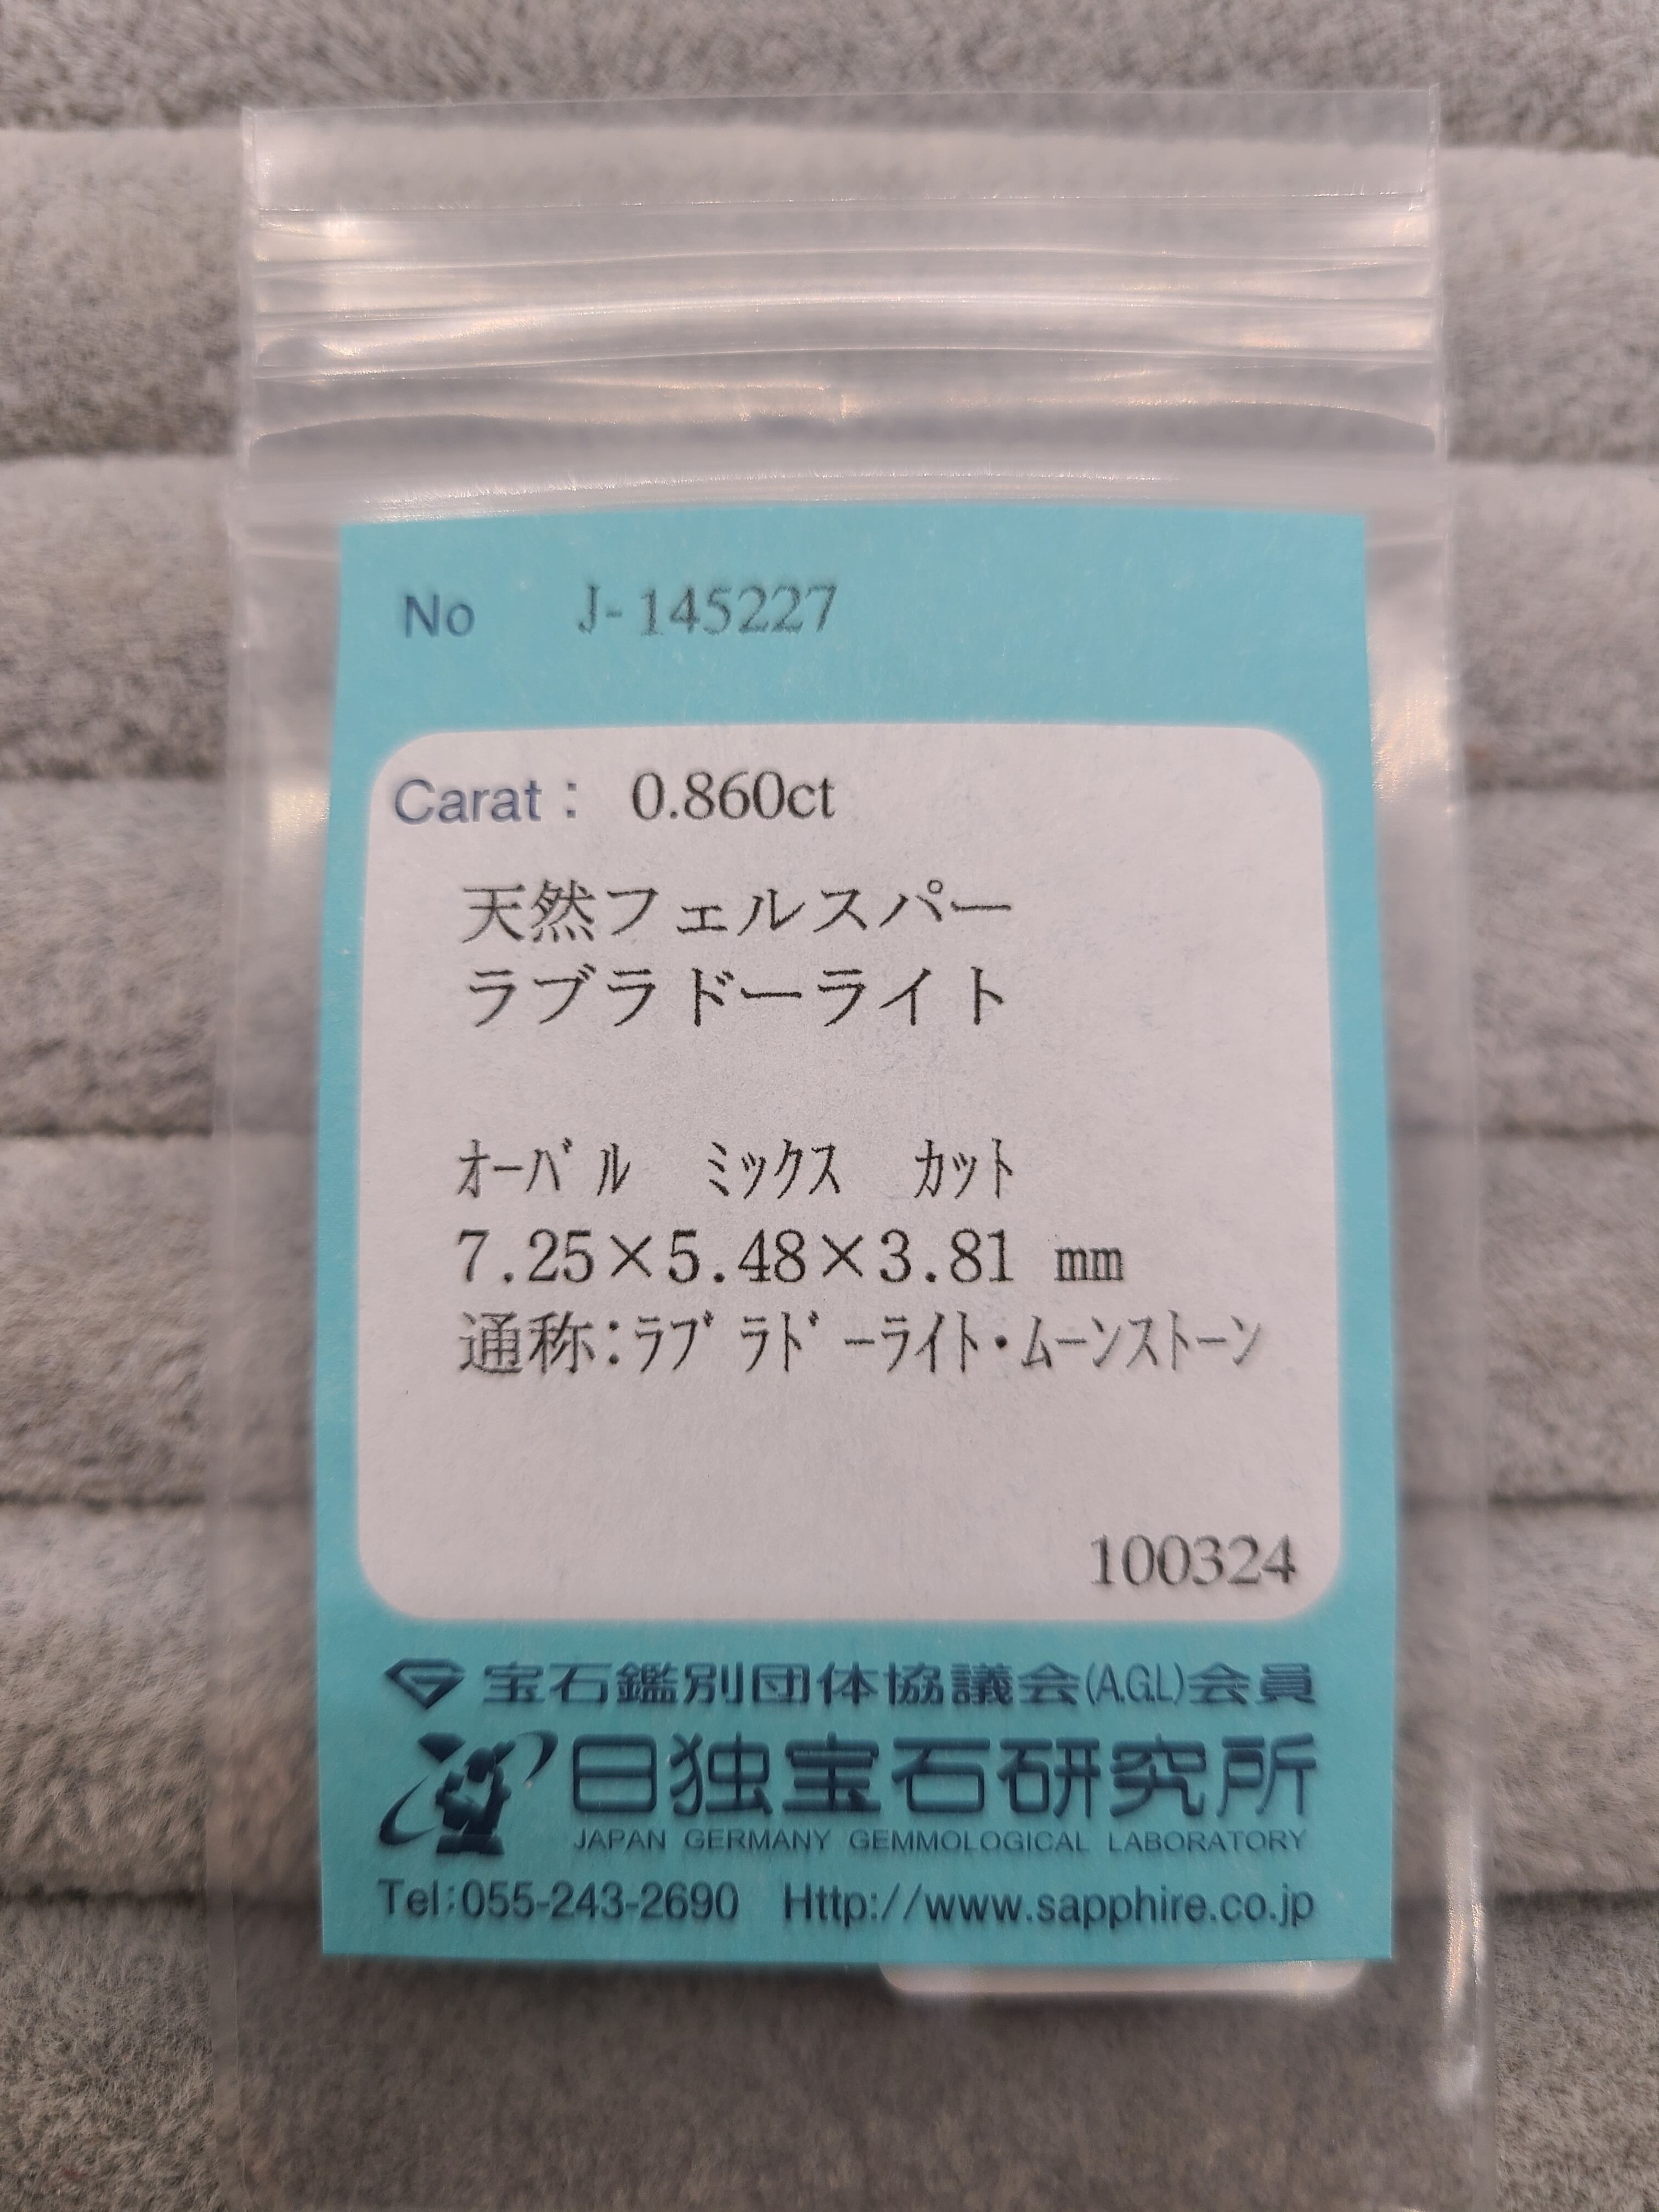 No J-145227
Carat : 0.860ct
天然フェルスパー
ラブラドーライト
ｵｰﾊﾞﾙ ﾐｯｸｽ ｶｯﾄ
7.25×5.48×3.81 mm
通称:ﾗﾌﾞﾗﾄﾞｰﾗｲﾄ・ﾑｰﾝｽﾄｰﾝ
100324
宝石鑑別団体協議会(A.G.L)会員
日独宝石研究所
JAPAN GERMANY GEMMOLOGICAL LABORATORY
Tel:055-243-2690 Http://www.sapphire.co.jp